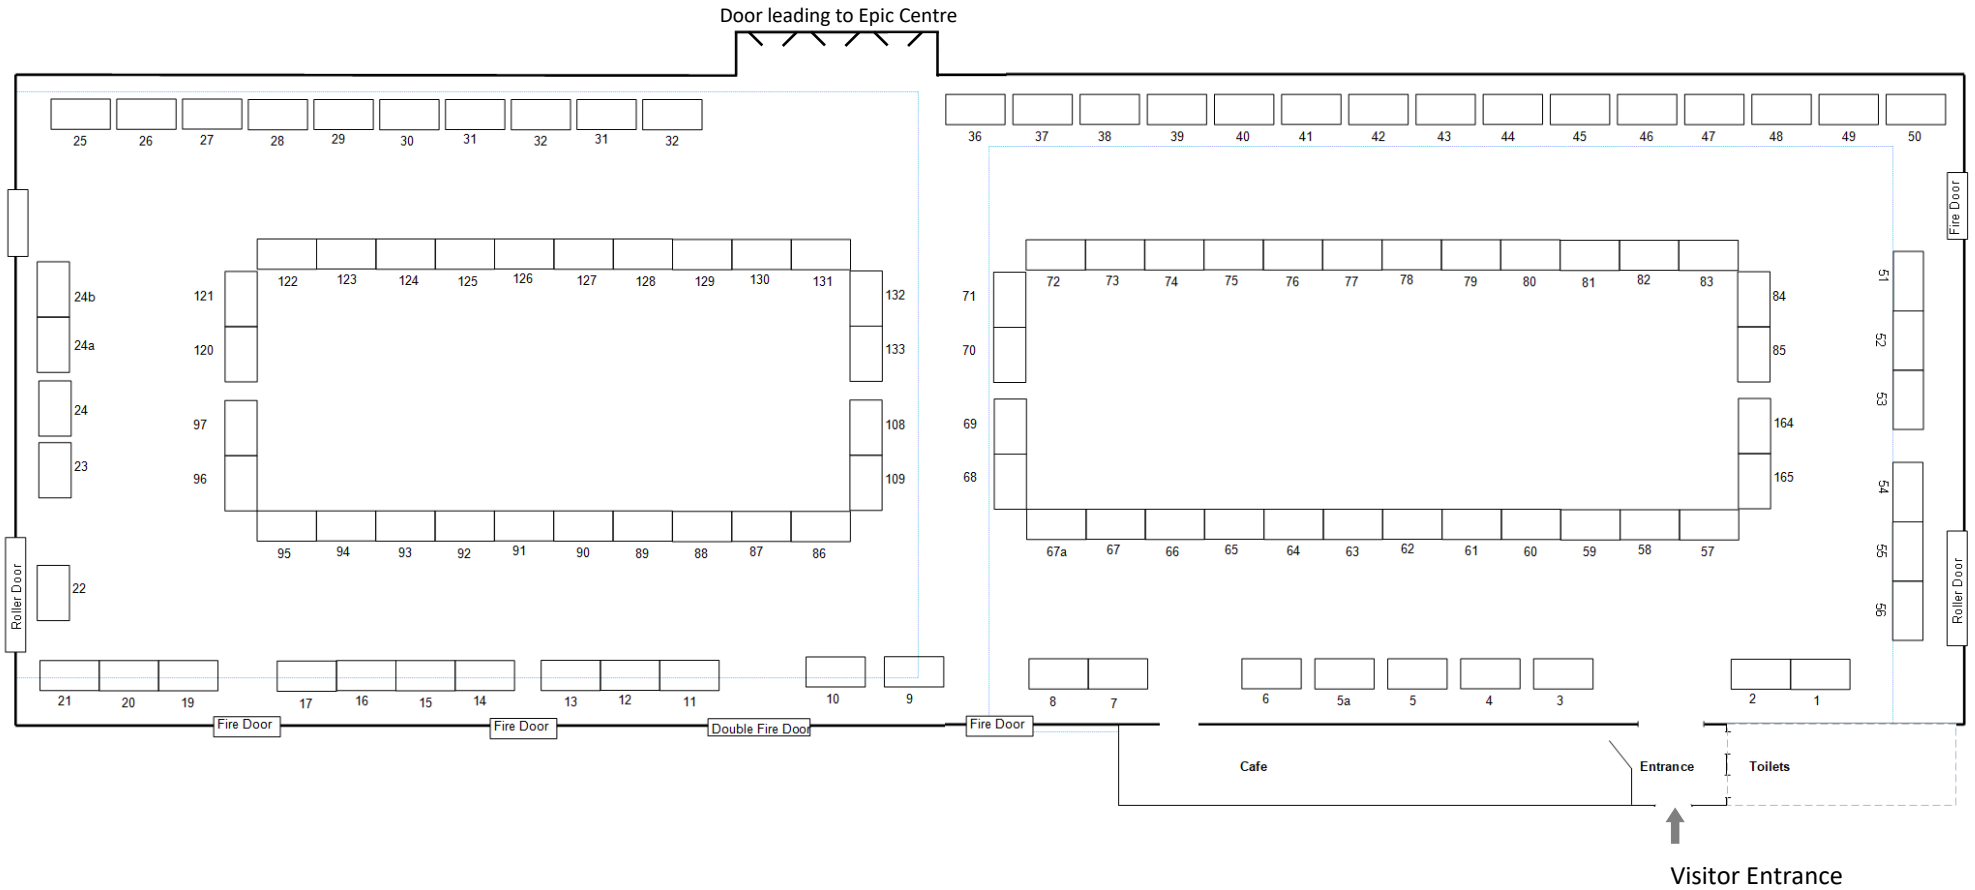 Door leading to Epic Centre
25 26 27 28 29 30 31 32 31 32
36 37 38 39 40 41 42 43 44 45 46 47 48 49 50
Fire Door
51
52
53
54
55
56
Roller Door
24b
24a
24
23
22
Roller Door
122 123 124 125 126 127 128 129 130 131
121
120
97
96
132
133
108
109
95 94 93 92 91 90 89 88 87 86
72 73 74 75 76 77 78 79 80 81 82 83
71
70
69
68
84
85
164
165
67a 67 66 65 64 63 62 61 60 59 58 57
21 20 19 17 16 15 14 13 12 11 10 9
8 7 6 5a 5 4 3 2 1
Fire Door
Fire Door
Double Fire Door
Fire Door
Cafe
Entrance
Toilets
Visitor Entrance